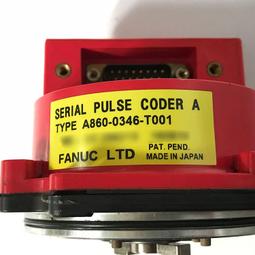 SERIAL PULSE CODER A
TYPE A860-0346-T001
FANUC LTD
PAT. PEND.
MADE IN JAPAN